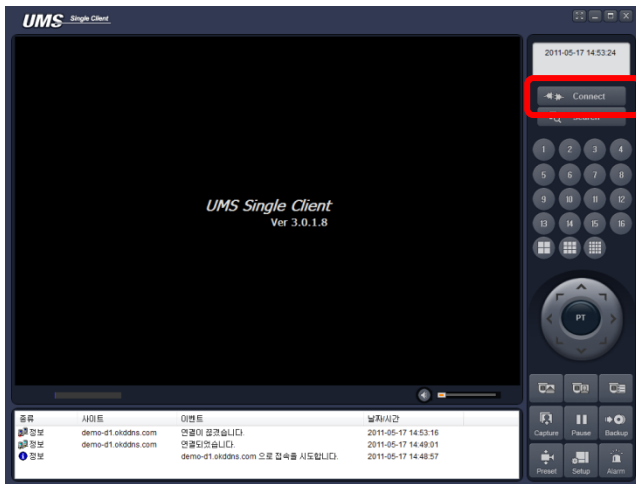 UMS Single Client
2011-05-17 14:53:24
Connect
Search
1 2 3 4
5 6 7 8
9 10 11 12
13 14 15 16
UMS Single Client
Ver 3.0.1.8
PT
종류 사이트 이벤트 날짜/시간
정보 demo-d1.okddns.com 연결이 끊겼습니다. 2011-05-17 14:53:16
정보 demo-d1.okddns.com 연결되었습니다. 2011-05-17 14:49:01
정보 demo-d1.okddns.com 으로 접속을 시도합니다. 2011-05-17 14:48:57
Capture Pause Backup
Preset Setup Alarm